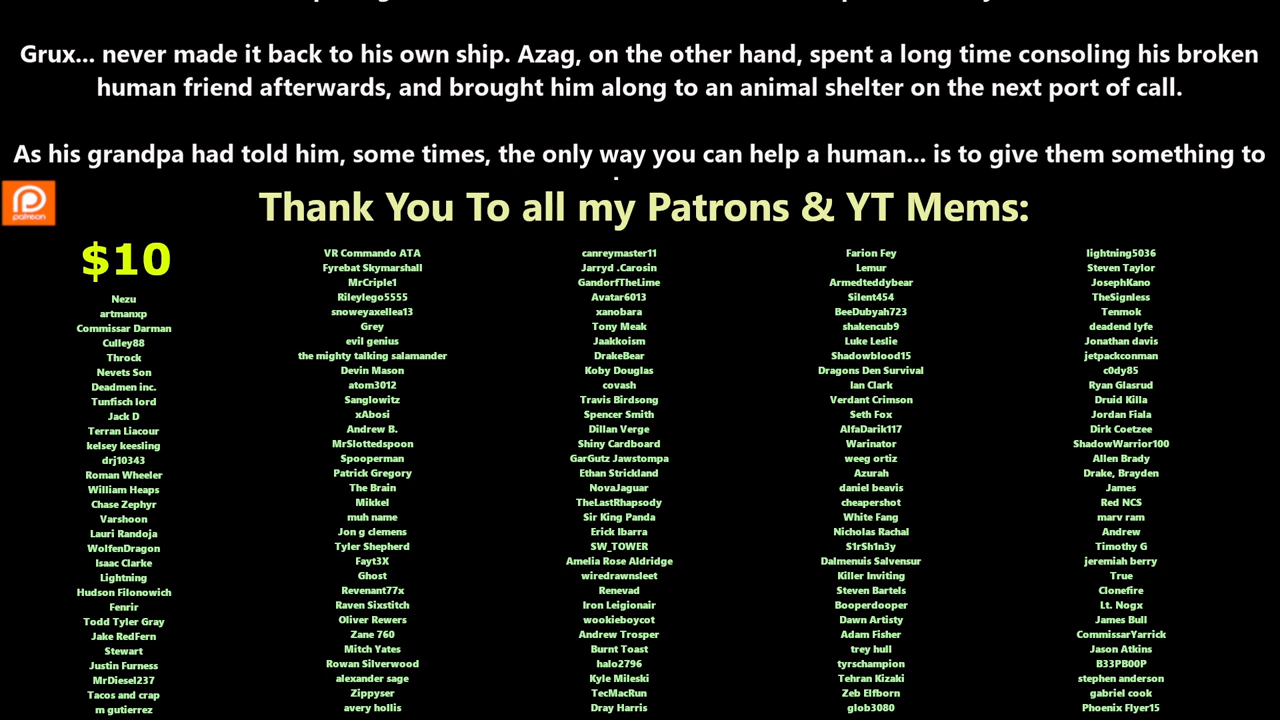 Grux... never made it back to his own ship. Azag, on the other hand, spent a long time consoling his broken
human friend afterwards, and brought him along to an animal shelter on the next port of call.
As his grandpa had told him, some times, the only way you can help a human... is to give them something to
patreon
Thank You To all my Patrons & YT Mems:
$10
Nezu
artmanxp
Commissar Darman
Culley88
Throck
Nevets Son
Deadmen inc.
Tunfisch lord
Jack D
Terran Liacour
kelsey keesling
drj10343
Roman Wheeler
William Heaps
Chase Zephyr
Varshoon
Lauri Randoja
WolfenDragon
Isaac Clarke
Lightning
Hudson Filonowich
Fenrir
Todd Tyler Gray
Jake RedFern
Stewart
Justin Furness
MrDiesel237
Tacos and crap
m gutierrez
VR Commando ATA
Fyrebat Skymarshall
MrCriple1
Rileylego5555
snoweyaxellea13
Grey
evil genius
the mighty talking salamander
Devin Mason
atom3012
Sanglowitz
xAbosi
Andrew B.
MrSlottedspoon
Spooperman
Patrick Gregory
The Brain
Mikkel
muh name
Jon g clemens
Tyler Shepherd
Fayt3X
Ghost
Revenant77x
Raven Sixstitch
Oliver Rewers
Zane 760
Mitch Yates
Rowan Silverwood
alexander sage
Zippyser
avery hollis
canreymaster11
Jarryd .Carosin
GandorfTheLime
Avatar6013
xanobara
Tony Meak
Jaakkoism
DrakeBear
Koby Douglas
covash
Travis Birdsong
Spencer Smith
Dillan Verge
Shiny Cardboard
GarGutz Jawstompa
Ethan Strickland
NovaJaguar
TheLastRhapsody
Sir King Panda
Erick Ibarra
SW_TOWER
Amelia Rose Aldridge
wiredrawnsleet
Renevad
Iron Leigionair
wookieboycot
Andrew Trosper
Burnt Toast
halo2796
Kyle Mileski
TecMacRun
Dray Harris
Farion Fey
Lemur
Armedteddybear
Silent454
BeeDubyah723
shakencub9
Luke Leslie
Shadowblood15
Dragons Den Survival
Ian Clark
Verdant Crimson
Seth Fox
AlfaDarik117
Warinator
weeg ortiz
Azurah
daniel beavis
cheapershot
White Fang
Nicholas Rachal
S1rSh1n3y
Dalmenuis Salvensur
Killer Inviting
Steven Bartels
Booperdooper
Dawn Artisty
Adam Fisher
trey hull
tyrschampion
Tehran Kizaki
Zeb Elfborn
glob3080
lightning5036
Steven Taylor
JosephKano
TheSignless
Tenmok
deadend lyfe
Jonathan davis
jetpackconman
c0dy85
Ryan Glasrud
Druid Killa
Jordan Fiala
Dirk Coetzee
ShadowWarrior100
Allen Brady
Drake, Brayden
James
Red NCS
marv ram
Andrew
Timothy G
jeremiah berry
True
Clonefire
Lt. Nogx
James Bull
CommissarYarrick
Jason Atkins
B33PB00P
stephen anderson
gabriel cook
Phoenix Flyer15